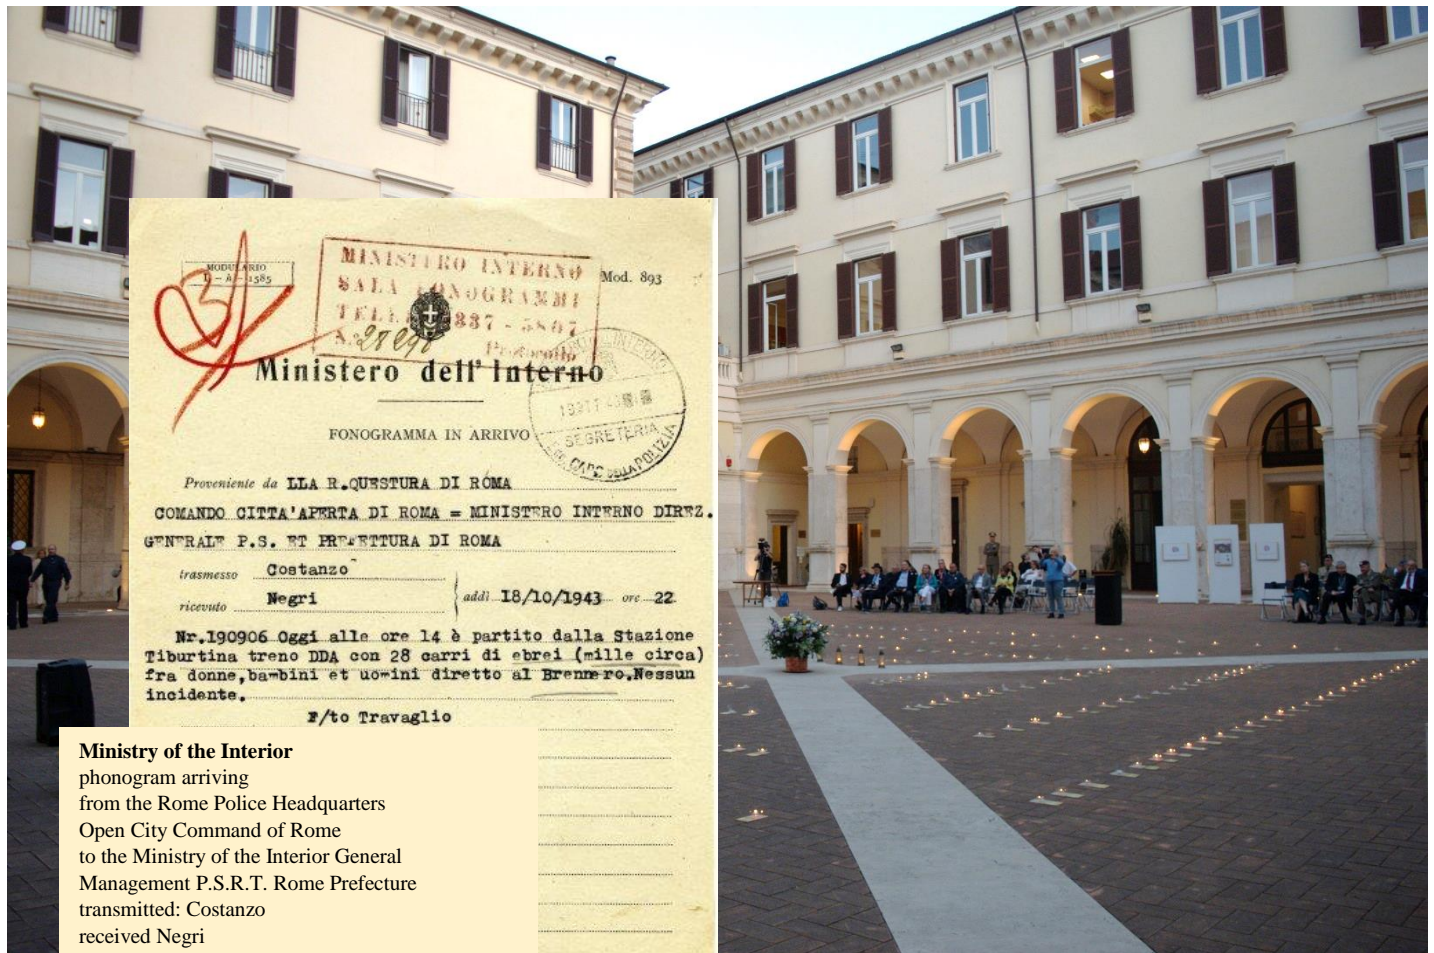 MODULARIO
I - A - 1585
MINISTERO INTERNO
SALA FONOGRAMMI
Mod. 893
Protocollo
Ministero dell' Interno
FONOGRAMMA IN ARRIVO
SEGRETERIA
CAPO DELLA POLIZIA
Proveniente da LLA R.QUESTURA DI ROMA
COMANDO CITTA'APERTA DI ROMA = MINISTERO INTERNO DIREZ.
GENERALE P.S. ET PREFETTURA DI ROMA
trasmesso Costanzo
ricevuto Negri
addì 18/10/1943 ore 22
Nr.190906 Oggi alle ore 14 è partito dalla Stazione
Tiburtina treno DDA con 28 carri di ebrei (mille circa)
fra donne,bambini et uomini diretto al Brennero.Nessun
incidente.
F/to Travaglio
Ministry of the Interior
phonogram arriving
from the Rome Police Headquarters
Open City Command of Rome
to the Ministry of the Interior General
Management P.S.R.T. Rome Prefecture
transmitted: Costanzo
received Negri